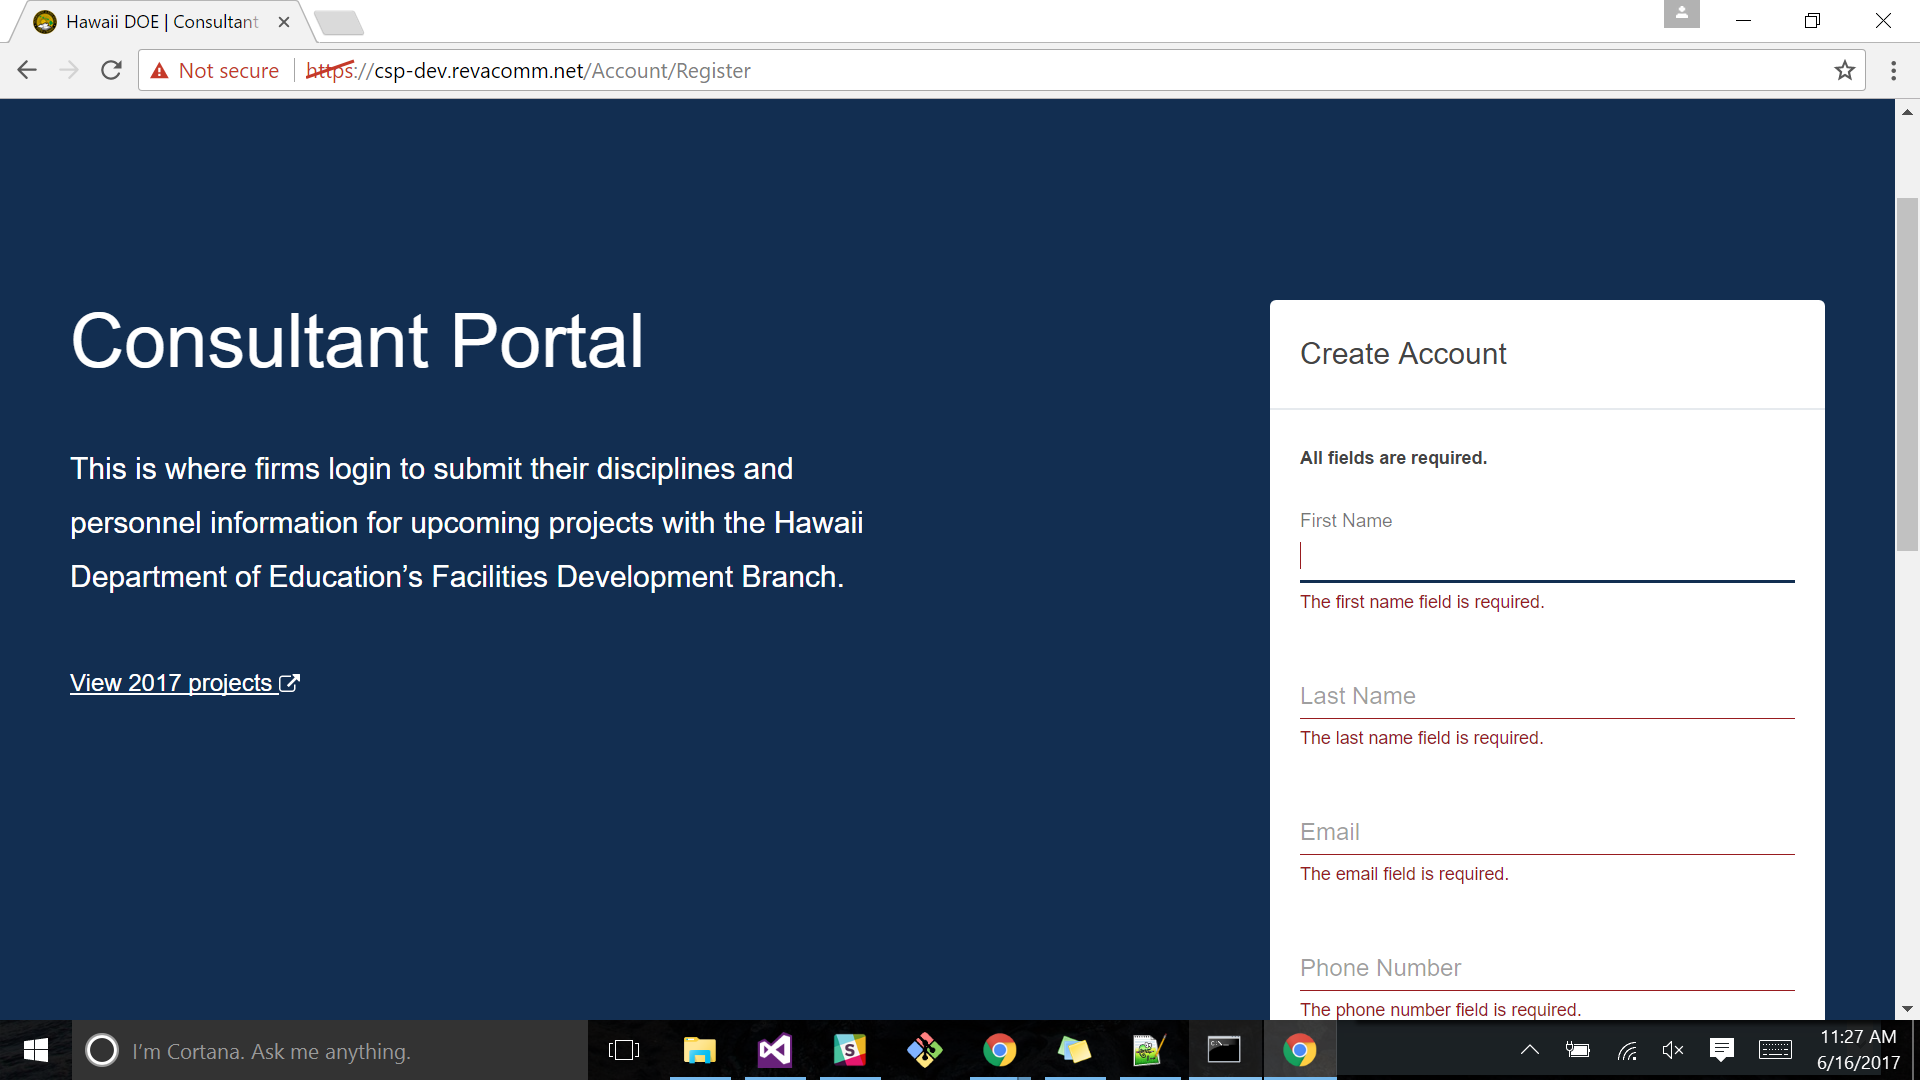 Hawaii DOE | Consultant
Not secure
https://csp-dev.revacomm.net/Account/Register
Consultant Portal
This is where firms login to submit their disciplines and
personnel information for upcoming projects with the Hawaii
Department of Education’s Facilities Development Branch.
View 2017 projects
Create Account
All fields are required.
First Name
The first name field is required.
Last Name
The last name field is required.
Email
The email field is required.
Phone Number
The phone number field is required.
I’m Cortana. Ask me anything.
11:27 AM
6/16/2017